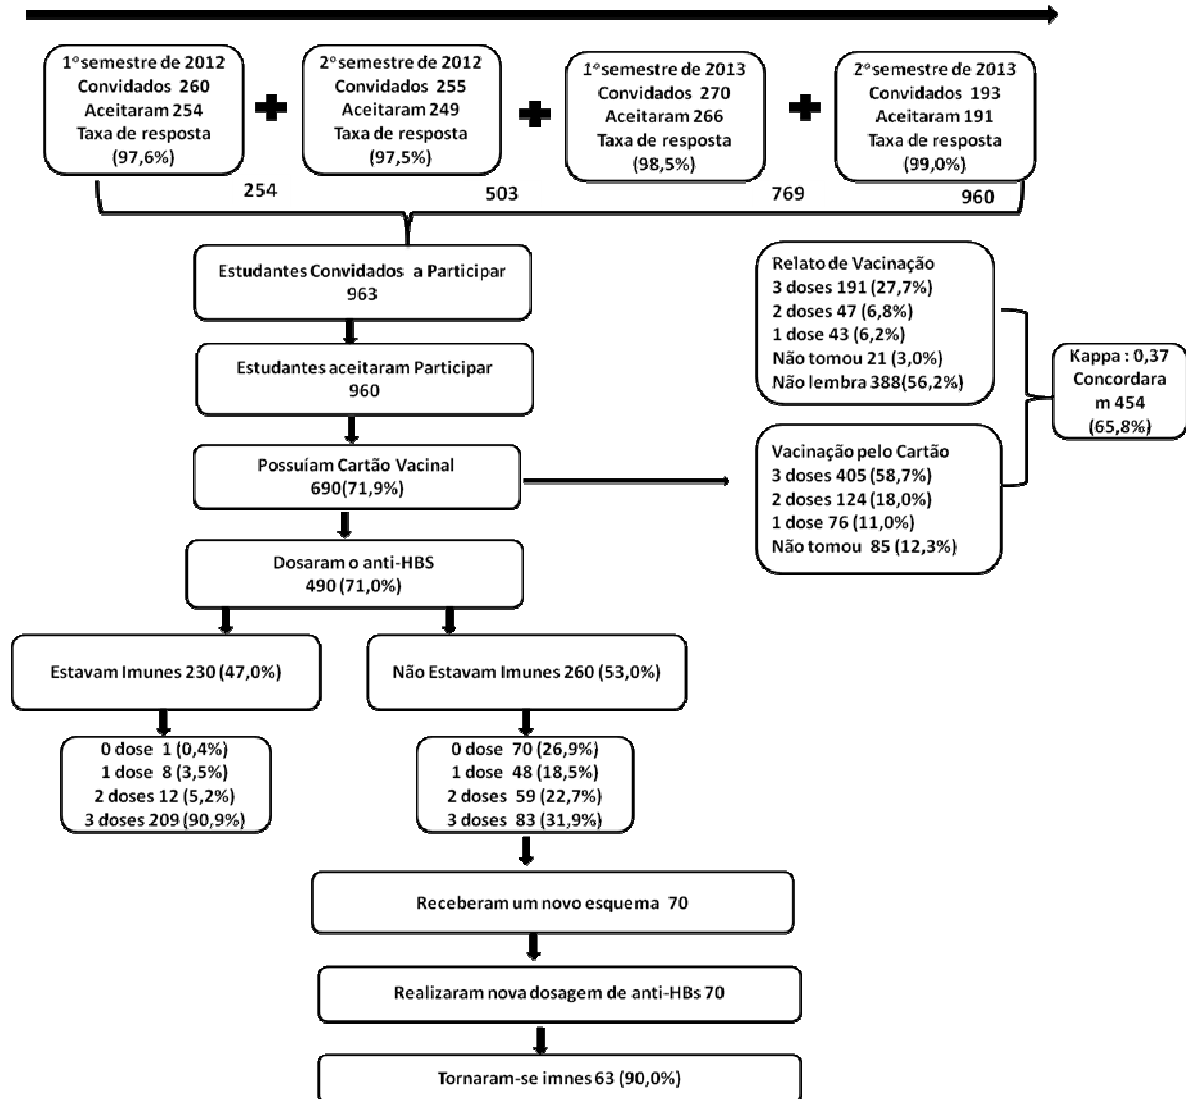 1º semestre de 2012
Convidados 260
Aceitaram 254
Taxa de resposta
(97,6%)
2º semestre de 2012
Convidados 255
Aceitaram 249
Taxa de resposta
(97,5%)
1º semestre de 2013
Convidados 270
Aceitaram 266
Taxa de resposta
(98,5%)
2º semestre de 2013
Convidados 193
Aceitaram 191
Taxa de resposta
(99,0%)
254
503
769
960
Estudantes Convidados a Participar
963
Estudantes aceitaram Participar
960
Possuíam Cartão Vacinal
690(71,9%)
Relato de Vacinação
3 doses 191 (27,7%)
2 doses 47 (6,8%)
1 dose 43 (6,2%)
Não tomou 21 (3,0%)
Não lembra 388(56,2%)
Vacinação pelo Cartão
3 doses 405 (58,7%)
2 doses 124 (18,0%)
1 dose 76 (11,0%)
Não tomou 85 (12,3%)
Kappa : 0,37
Concordara
m 454
(65,8%)
Dosaram o anti-HBS
490 (71,0%)
Estavam Imunes 230 (47,0%)
Não Estavam Imunes 260 (53,0%)
0 dose 1 (0,4%)
1 dose 8 (3,5%)
2 doses 12 (5,2%)
3 doses 209 (90,9%)
0 dose 70 (26,9%)
1 dose 48 (18,5%)
2 doses 59 (22,7%)
3 doses 83 (31,9%)
Receberam um novo esquema 70
Realizaram nova dosagem de anti-HBs 70
Tornaram-se imnes 63 (90,0%)